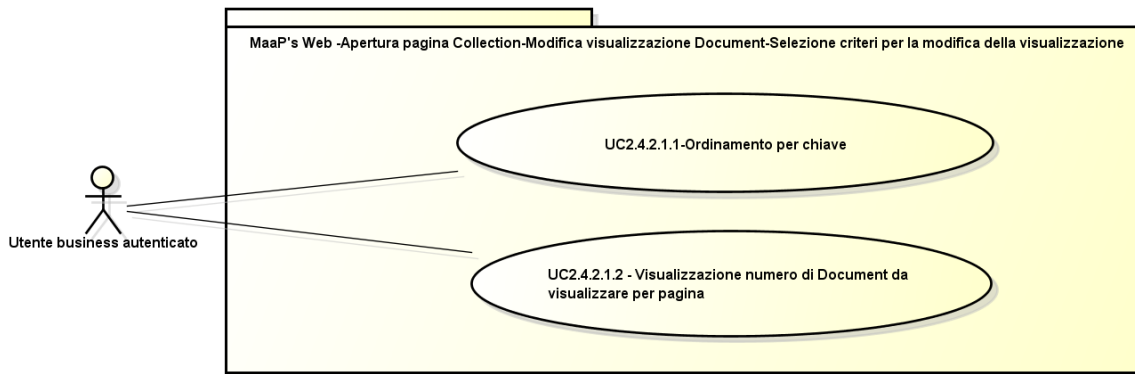 MaaP's Web -Apertura pagina Collection-Modifica visualizzazione Document-Selezione criteri per la modifica della visualizzazione
UC2.4.2.1.1-Ordinamento per chiave
Utente business autenticato
UC2.4.2.1.2 - Visualizzazione numero di Document da
visualizzare per pagina